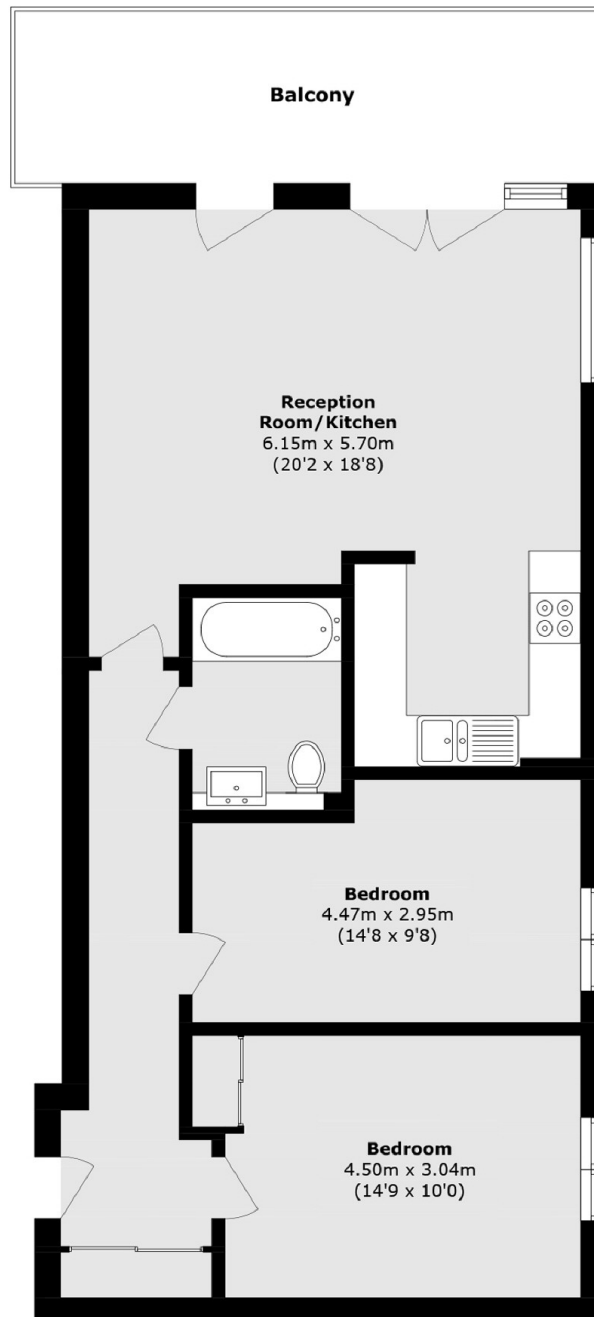 Balcony
Reception
Room/Kitchen
6.15m x 5.70m
(20'2 x 18'8)
Bedroom
4.47m x 2.95m
(14'8 x 9'8)
Bedroom
4.50m x 3.04m
(14'9 x 10'0)